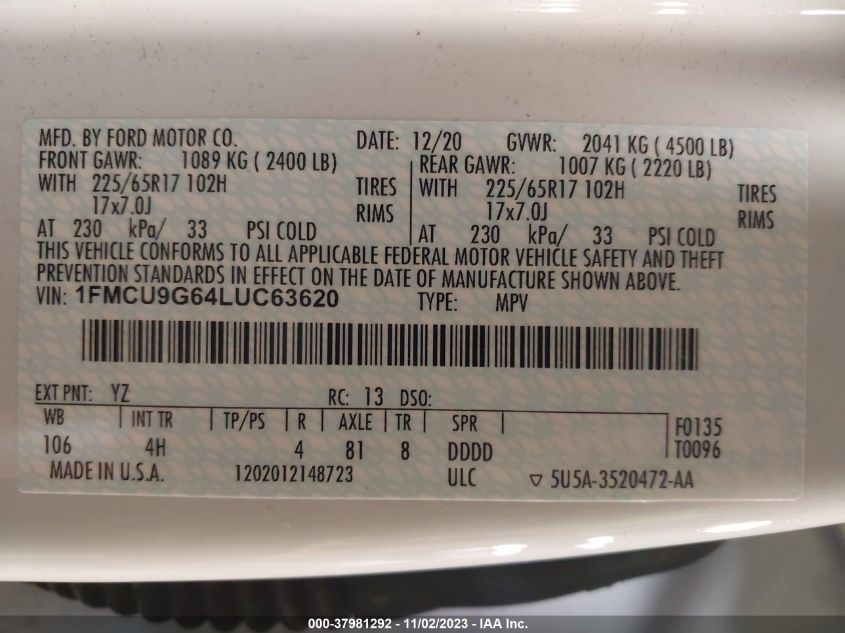 MFD. BY FORD MOTOR CO. DATE: 12/20 GVWR: 2041 KG ( 4500 LB)
FRONT GAWR: 1089 KG ( 2400 LB) REAR GAWR: 1007 KG ( 2220 LB)
WITH 225/65R17 102H TIRES WITH 225/65R17 102H TIRES
17x7.0J RIMS 17x7.0J RIMS
AT 230 kPa/ 33 PSI COLD AT 230 kPa/ 33 PSI COLD
THIS VEHICLE CONFORMS TO ALL APPLICABLE FEDERAL MOTOR VEHICLE SAFETY AND THEFT
PREVENTION STANDARDS IN EFFECT ON THE DATE OF MANUFACTURE SHOWN ABOVE.
VIN: 1FMCU9G64LUC63620 TYPE: MPV
EXT PNT: YZ RC: 13 DSO:
WB INT TR TP/PS R AXLE TR SPR F0135
106 4H 4 81 8 DDDD T0096
MADE IN U.S.A. 1202012148723 ULC ▽ 5U5A-3520472-AA
000-37981292 - 11/02/2023 - IAA Inc.